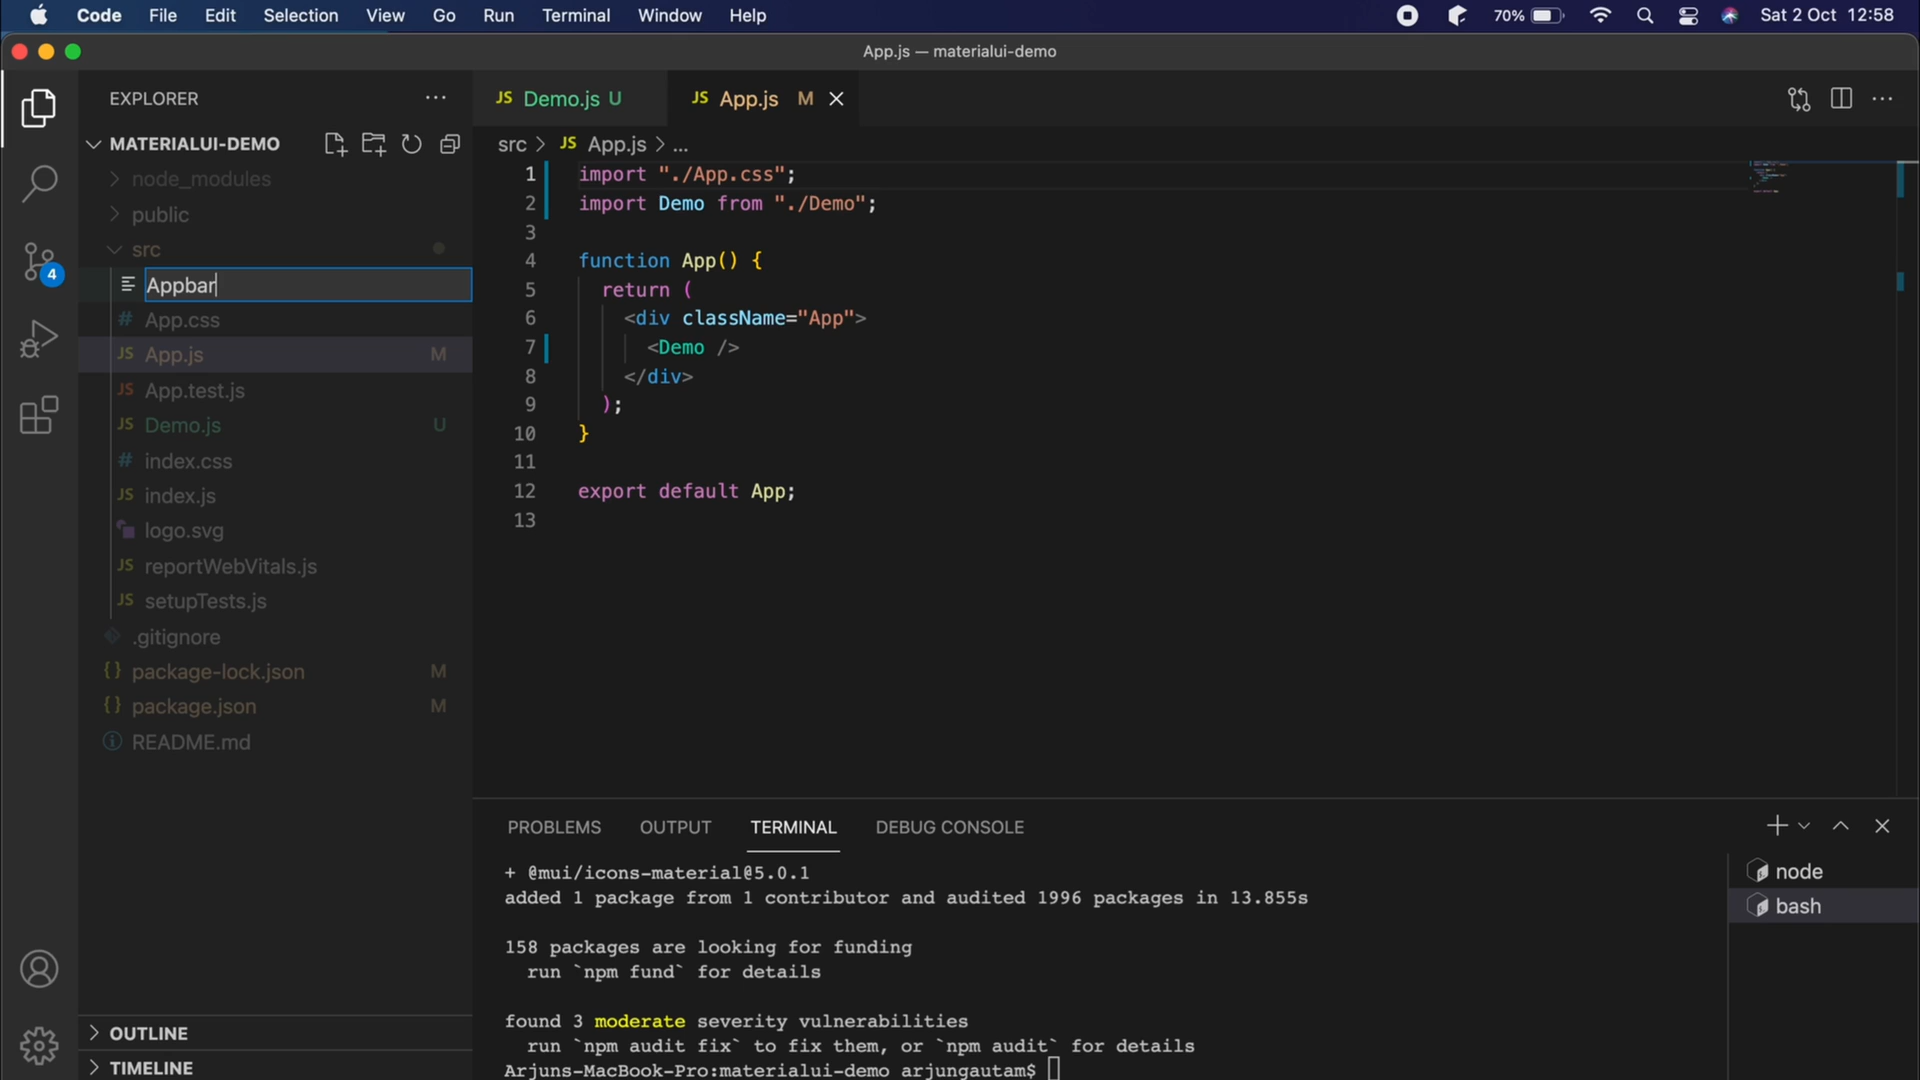 Code File Edit Selection View Go Run Terminal Window Help 70% Sat 2 Oct 12:58
App.js — materialui-demo
EXPLORER
JS Demo.js U JS App.js M
MATERIALUI-DEMO
node_modules
public
src
Appbar
# App.css
JS App.js M
JS App.test.js
JS Demo.js U
# index.css
JS index.js
logo.svg
JS reportWebVitals.js
JS setupTests.js
.gitignore
{} package-lock.json M
{} package.json M
README.md
OUTLINE
TIMELINE
4
src > JS App.js > ...
1 import "./App.css";
2 import Demo from "./Demo";
3
4 function App() {
5 return (
6 <div className="App">
7 <Demo />
8 </div>
9 );
10 }
11
12 export default App;
13
PROBLEMS OUTPUT TERMINAL DEBUG CONSOLE
+ @mui/icons-material@5.0.1
added 1 package from 1 contributor and audited 1996 packages in 13.855s
158 packages are looking for funding
run `npm fund` for details
found 3 moderate severity vulnerabilities
run `npm audit fix` to fix them, or `npm audit` for details
Arjuns-MacBook-Pro:materialui-demo arjungautam$
node
bash